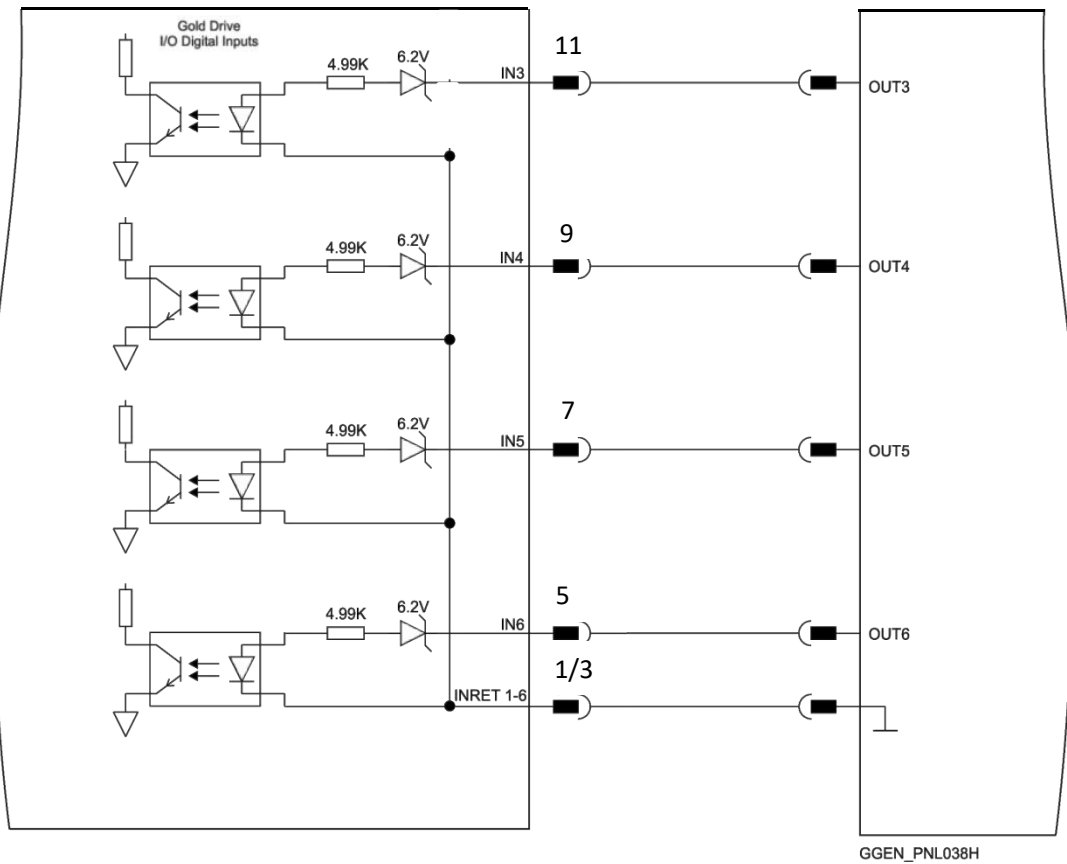 Gold Drive
I/O Digital Inputs
4.99K
6.2V
IN3
11
OUT3
4.99K
6.2V
IN4
9
OUT4
4.99K
6.2V
IN5
7
OUT5
4.99K
6.2V
IN6
5
OUT6
INRET 1-6
1/3
GGEN_PNL038H